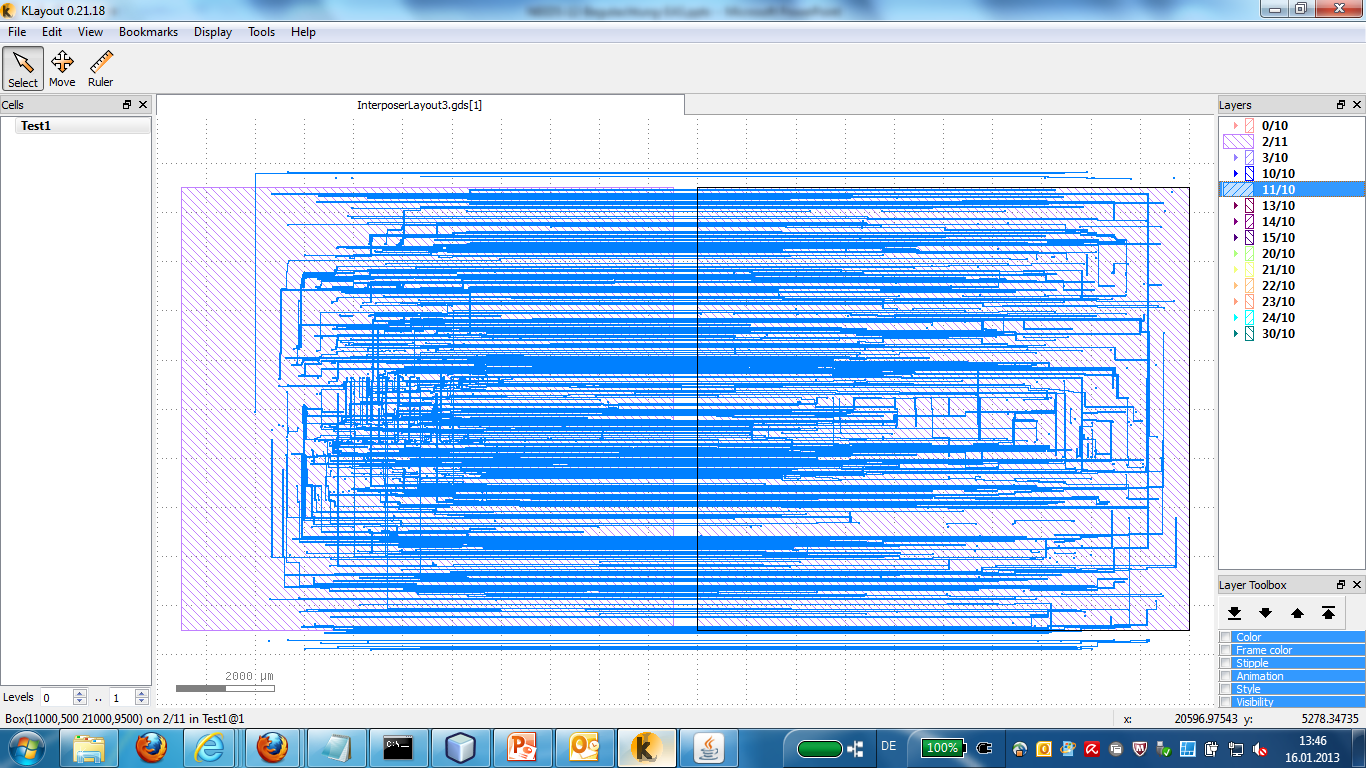 KLayout 0.21.18
File Edit View Bookmarks Display Tools Help
Select Move Ruler
Cells
InterposerLayout3.gds[1]
Layers
Test1
0/10
2/11
3/10
10/10
11/10
13/10
14/10
15/10
20/10
21/10
22/10
23/10
24/10
30/10
2000 µm
Layer Toolbox
Color
Frame color
Stipple
Animation
Style
Visibility
Levels 0 .. 1
Box(11000,500 21000,9500) on 2/11 in Test1@1
x: 20596.97543 y: 5278.34735
DE
100%
13:46
16.01.2013